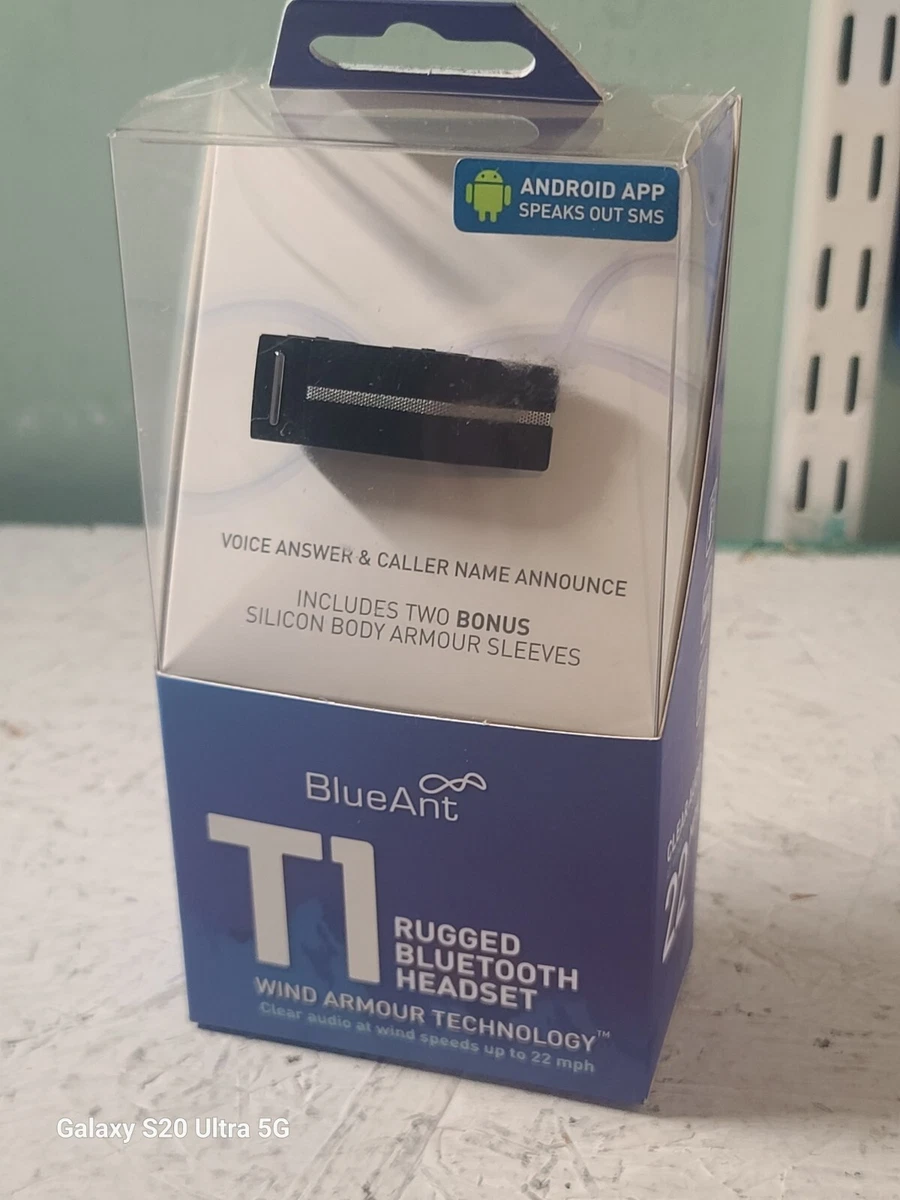 ANDROID APP
SPEAKS OUT SMS
VOICE ANSWER & CALLER NAME ANNOUNCE
INCLUDES TWO BONUS
SILICON BODY ARMOUR SLEEVES
BlueAnt
T1
RUGGED
BLUETOOTH
HEADSET
WIND ARMOUR TECHNOLOGY™
Clear audio at wind speeds up to 22 mph
22
Galaxy S20 Ultra 5G